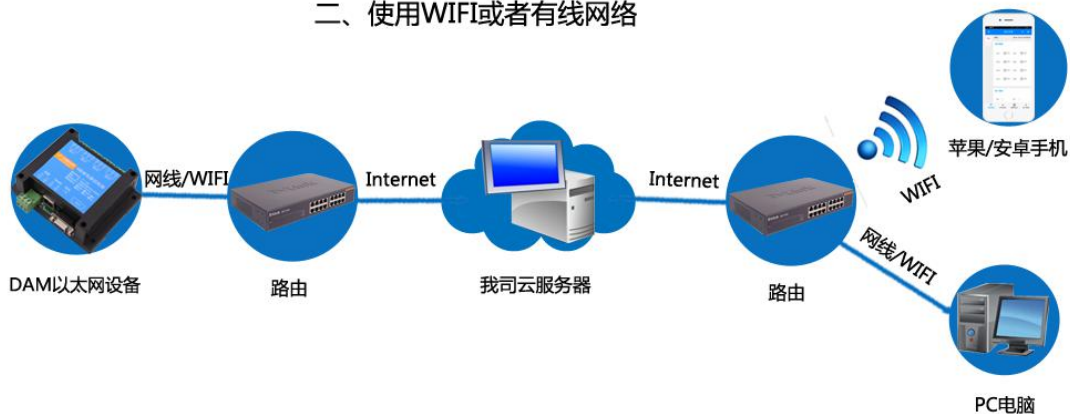 二、使用WIFI或者有线网络
网线/WIFI
Internet
Internet
WIFI
网线/WIFI
苹果/安卓手机
DAM以太网设备
路由
我司云服务器
路由
PC电脑